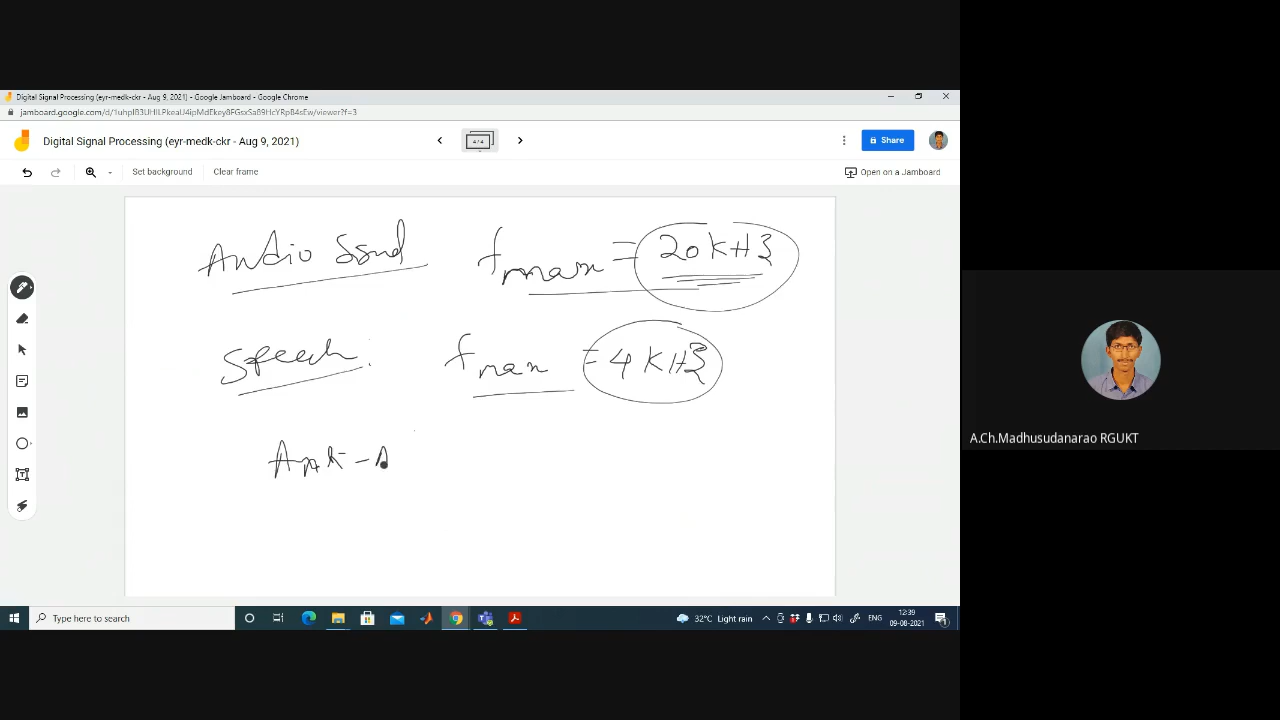 Digital Signal Processing (eyr-medk-ckr - Aug 9, 2021) - Google Jamboard - Google Chrome
Digital Signal Processing (eyr-medk-ckr - Aug 9, 2021)
4 / 4
Share
Set background
Clear frame
Open on a Jamboard
Audio fmax = 20 kHz
Speech: fmax = 4 kHz
A.Ch.Madhusudanarao RGUKT
Type here to search
32°C Light rain
ENG
12:39
09-08-2021